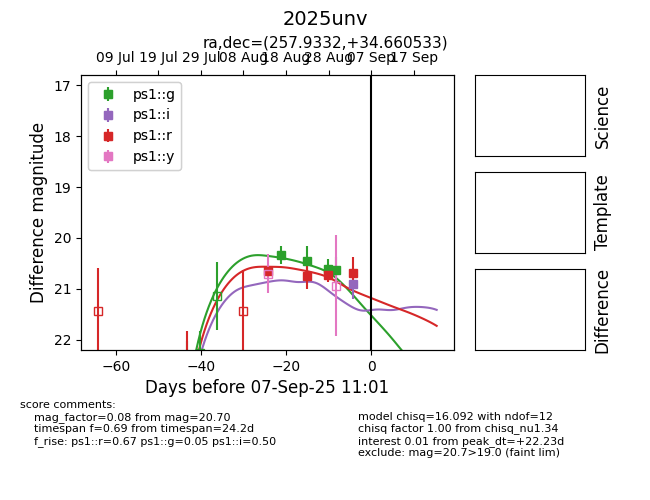 2025unv
ra,dec=(257.9332,+34.660533)
09 Jul 19 Jul 29 Jul 08 Aug 18 Aug 28 Aug 07 Sep 17 Sep
17
18
19
20
21
22
Difference magnitude
ps1::g
ps1::i
ps1::r
ps1::y
−60 −40 −20 0
Days before 07-Sep-25 11:01
Science
Template
Difference
score comments:
mag_factor=0.08 from mag=20.70
timespan f=0.69 from timespan=24.2d
f_rise: ps1::r=0.67 ps1::g=0.05 ps1::i=0.50
model chisq=16.092 with ndof=12
chisq factor 1.00 from chisq_nu1.34
interest 0.01 from peak_dt=+22.23d
exclude: mag=20.7>19.0 (faint lim)